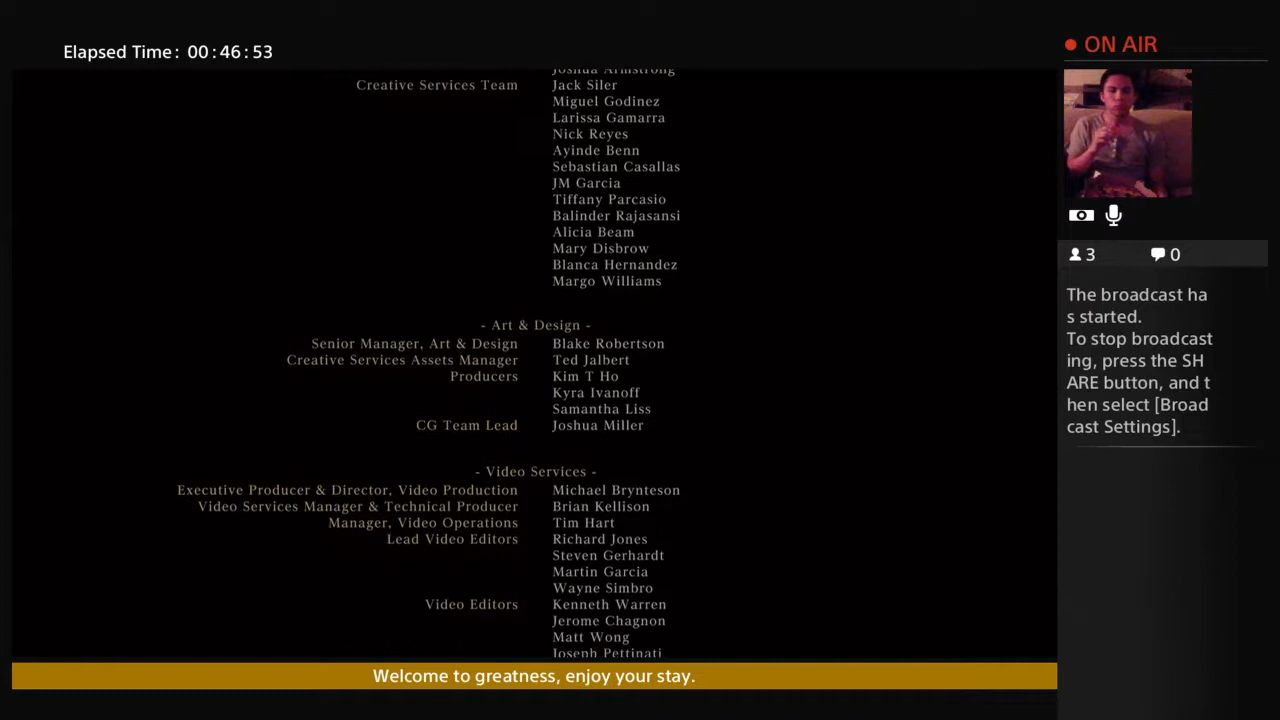 Elapsed Time: 00:46:53
ON AIR
Joshua Armstrong
Creative Services Team Jack Siler
Miguel Godinez
Larissa Gamarra
Nick Reyes
Ayinde Benn
Sebastian Casallas
JM Garcia
Tiffany Parcasio
Balinder Rajasansi
Alicia Beam
Mary Disbrow
Blanca Hernandez
Margo Williams
- Art & Design -
Senior Manager, Art & Design Blake Robertson
Creative Services Assets Manager Ted Jalbert
Producers Kim T Ho
Kyra Ivanoff
Samantha Liss
CG Team Lead Joshua Miller
- Video Services -
Executive Producer & Director, Video Production Michael Brynteson
Video Services Manager & Technical Producer Brian Kellison
Manager, Video Operations Tim Hart
Lead Video Editors Richard Jones
Steven Gerhardt
Martin Garcia
Wayne Simbro
Video Editors Kenneth Warren
Jerome Chagnon
Matt Wong
Joseph Pettinati
Welcome to greatness, enjoy your stay.
3 0
The broadcast ha
s started.
To stop broadcast
ing, press the SH
ARE button, and t
hen select [Broad
cast Settings].